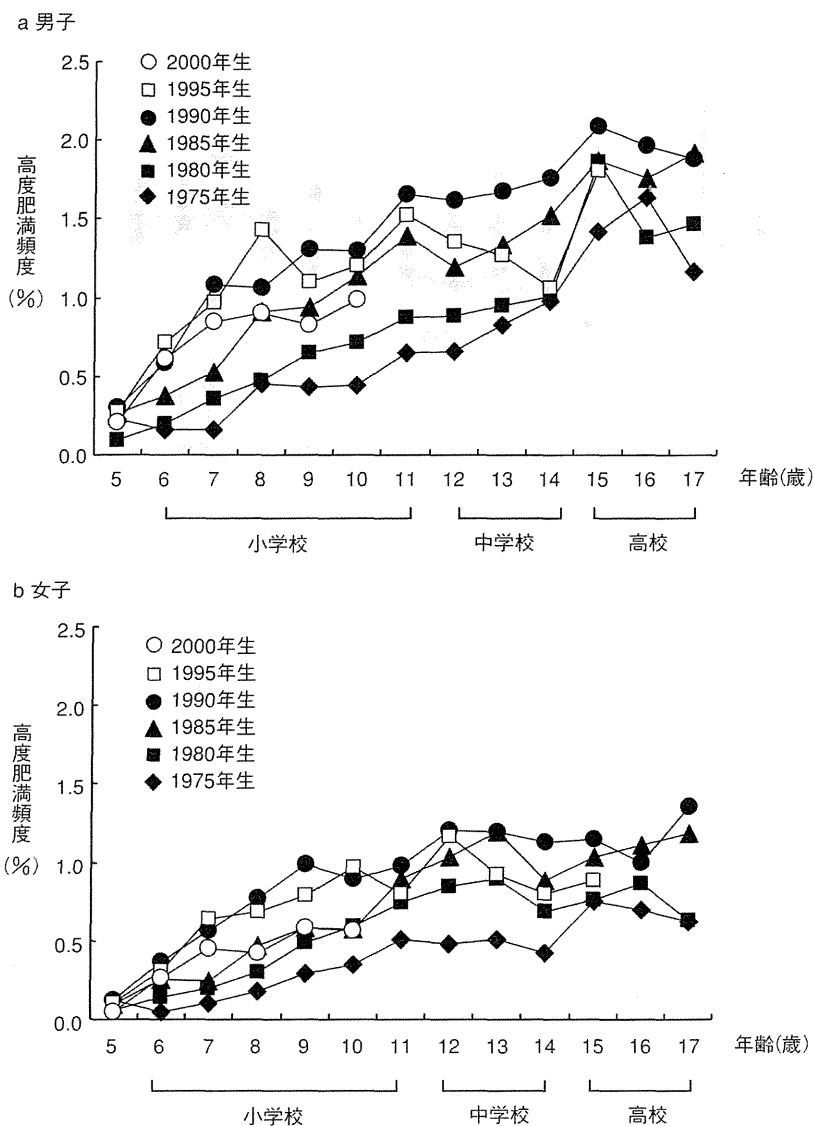 a 男子
2.5
2.0
1.5
1.0
0.5
0.0
高度肥満頻度
(%)
2000年生
1995年生
1990年生
1985年生
1980年生
1975年生
5 6 7 8 9 10 11 12 13 14 15 16 17 年齢(歳)
小学校 中学校 高校
b 女子
2.5
2.0
1.5
1.0
0.5
0.0
高度肥満頻度
(%)
2000年生
1995年生
1990年生
1985年生
1980年生
1975年生
5 6 7 8 9 10 11 12 13 14 15 16 17 年齢(歳)
小学校 中学校 高校